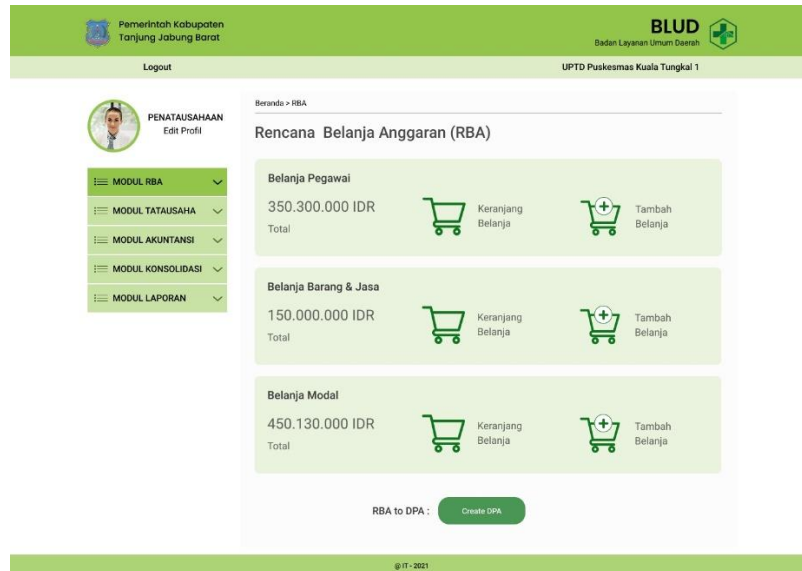 Pemerintah Kabupaten
Tanjung Jabung Barat
BLUD
Badan Layanan Umum Daerah
Logout
UPTD Puskesmas Kuala Tungkal 1
PENATAUSAHAAN
Edit Profil
MODUL RBA
MODUL TATAUSAHA
MODUL AKUNTANSI
MODUL KONSOLIDASI
MODUL LAPORAN
Beranda > RBA
Rencana Belanja Anggaran (RBA)
Belanja Pegawai
350.300.000 IDR
Total
Keranjang
Belanja
Tambah
Belanja
Belanja Barang & Jasa
150.000.000 IDR
Total
Keranjang
Belanja
Tambah
Belanja
Belanja Modal
450.130.000 IDR
Total
Keranjang
Belanja
Tambah
Belanja
RBA to DPA :
Create DPA
@ IT - 2021